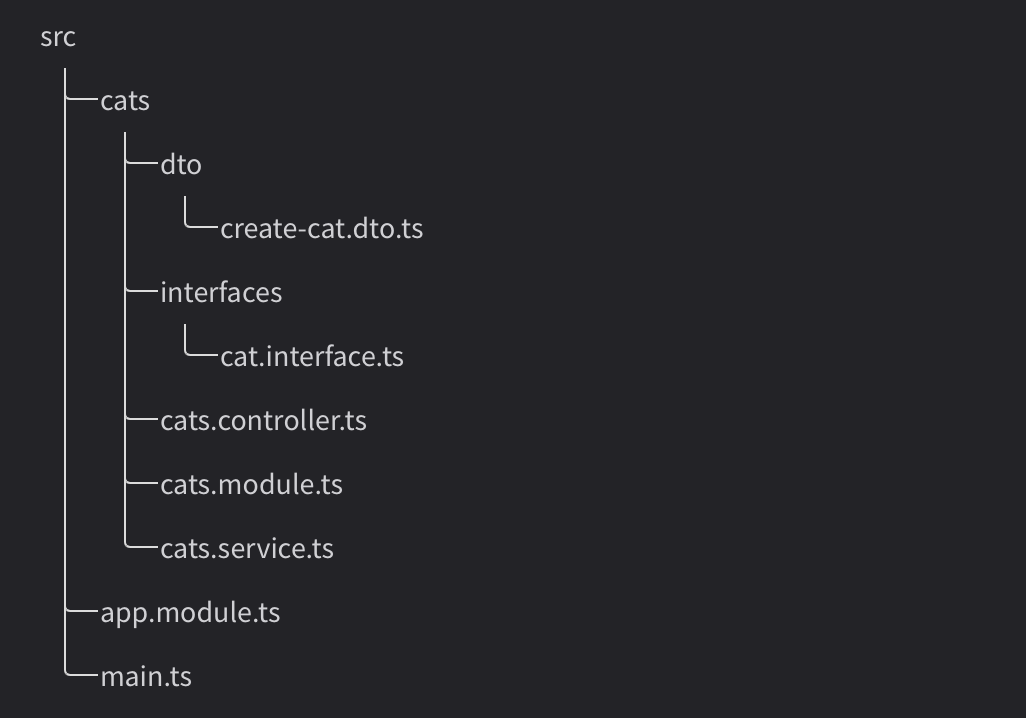 src
cats
dto
create-cat.dto.ts
interfaces
cat.interface.ts
cats.controller.ts
cats.module.ts
cats.service.ts
app.module.ts
main.ts